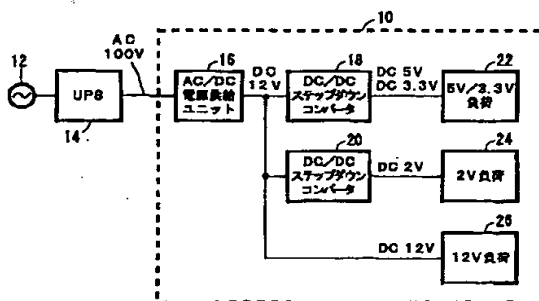 10
12
AC
100V
UPS
14
16
AC/DC
電源供給
ユニット
DC
12V
18
DC/DC
ステップダウン
コンバータ
DC 5V
DC 3.3V
22
5V/3.3V
負荷
20
DC/DC
ステップダウン
コンバータ
DC 2V
24
2V負荷
DC 12V
26
12V負荷